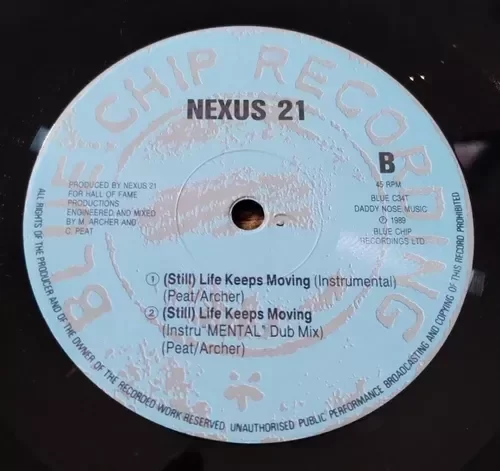 BLUE CHIP RECORDING
NEXUS 21
PRODUCED BY NEXUS 21
FOR HALL OF FAME
PRODUCTIONS
ENGINEERED AND MIXED
BY M. ARCHER AND
C. PEAT
B
45 RPM
BLUE C34T
DADDY NOSE MUSIC
℗ 1989
BLUE CHIP
RECORDINGS LTD.
1 (Still) Life Keeps Moving (Instrumental)
(Peat/Archer)
2 (Still) Life Keeps Moving
(Instru"MENTAL" Dub Mix)
(Peat/Archer)
ALL RIGHTS OF THE PRODUCER AND OF THE OWNER OF THE RECORDED WORK RESERVED. UNAUTHORISED PUBLIC PERFORMANCE BROADCASTING AND COPYING OF THIS RECORD PROHIBITED